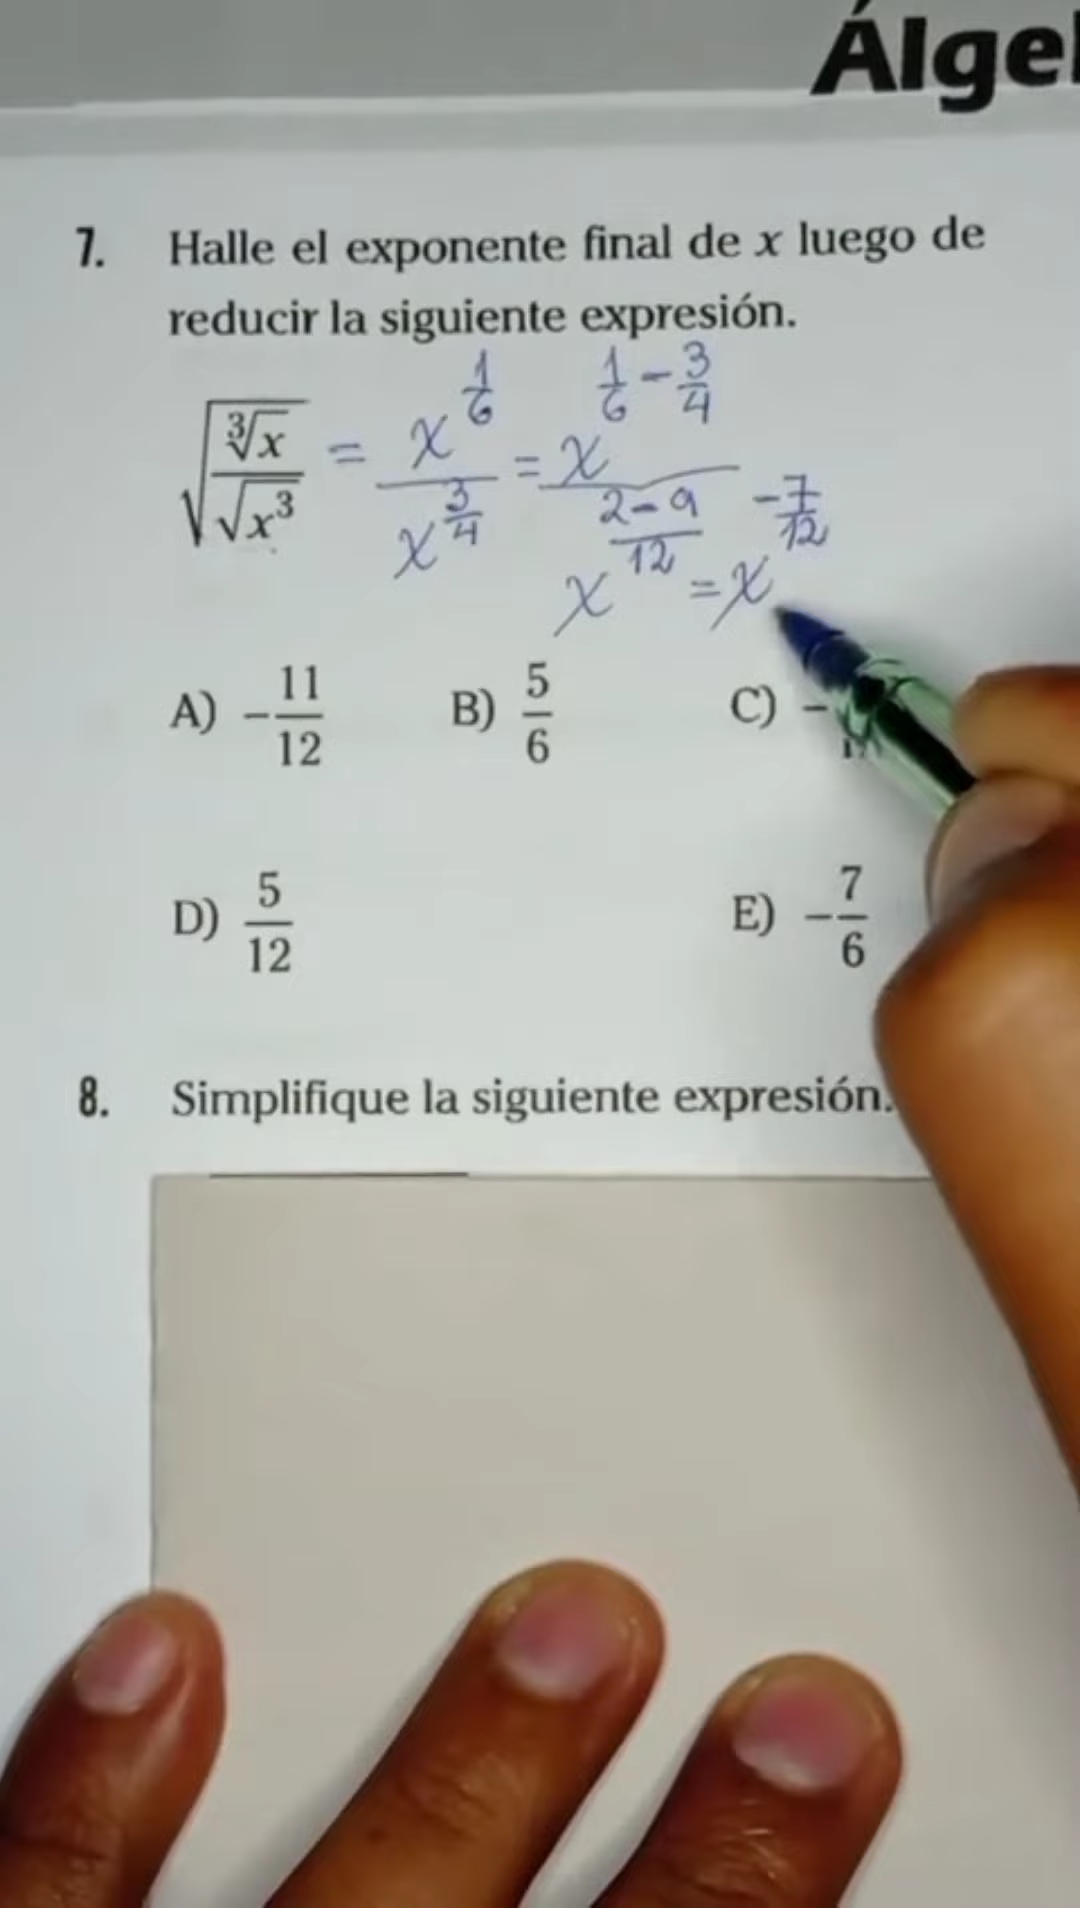 Álge
7. Halle el exponente final de x luego de
reducir la siguiente expresión.
√(∛x / √x³) = x^(1/6) / x^(3/4) = x^(1/6 - 3/4)
x^((2-9)/12) = x^(-7/12)
A) -11/12 B) 5/6 C) -
D) 5/12 E) -7/6
8. Simplifique la siguiente expresión.